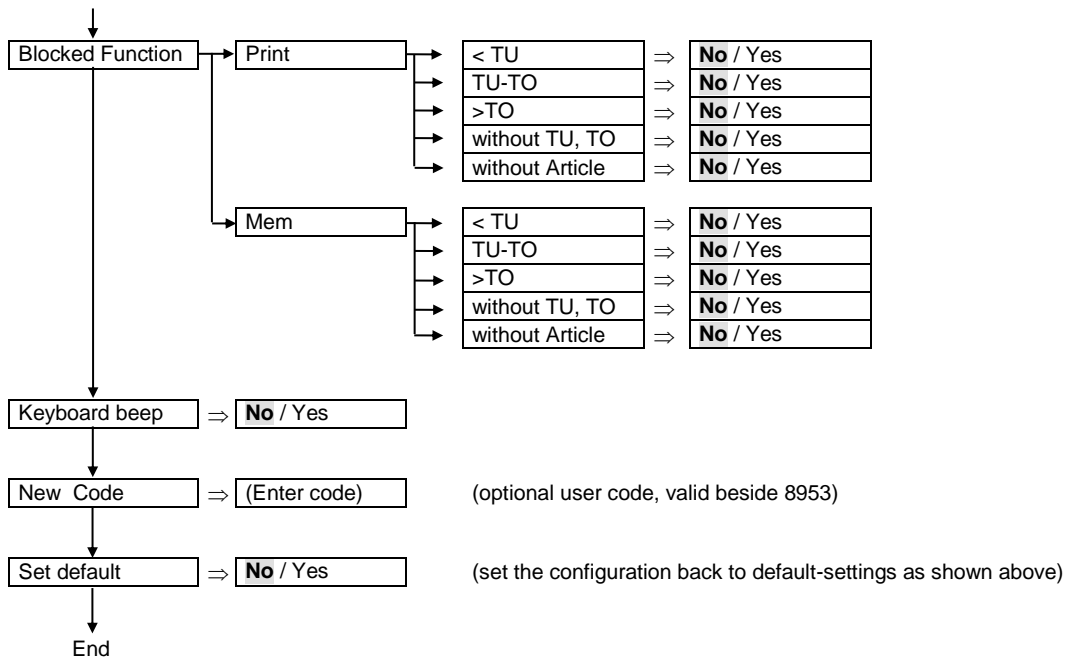 Blocked Function Print < TU ⇒ No / Yes
TU-TO ⇒ No / Yes
>TO ⇒ No / Yes
without TU, TO ⇒ No / Yes
without Article ⇒ No / Yes
Mem < TU ⇒ No / Yes
TU-TO ⇒ No / Yes
>TO ⇒ No / Yes
without TU, TO ⇒ No / Yes
without Article ⇒ No / Yes
Keyboard beep ⇒ No / Yes
New Code ⇒ (Enter code) (optional user code, valid beside 8953)
Set default ⇒ No / Yes (set the configuration back to default-settings as shown above)
End